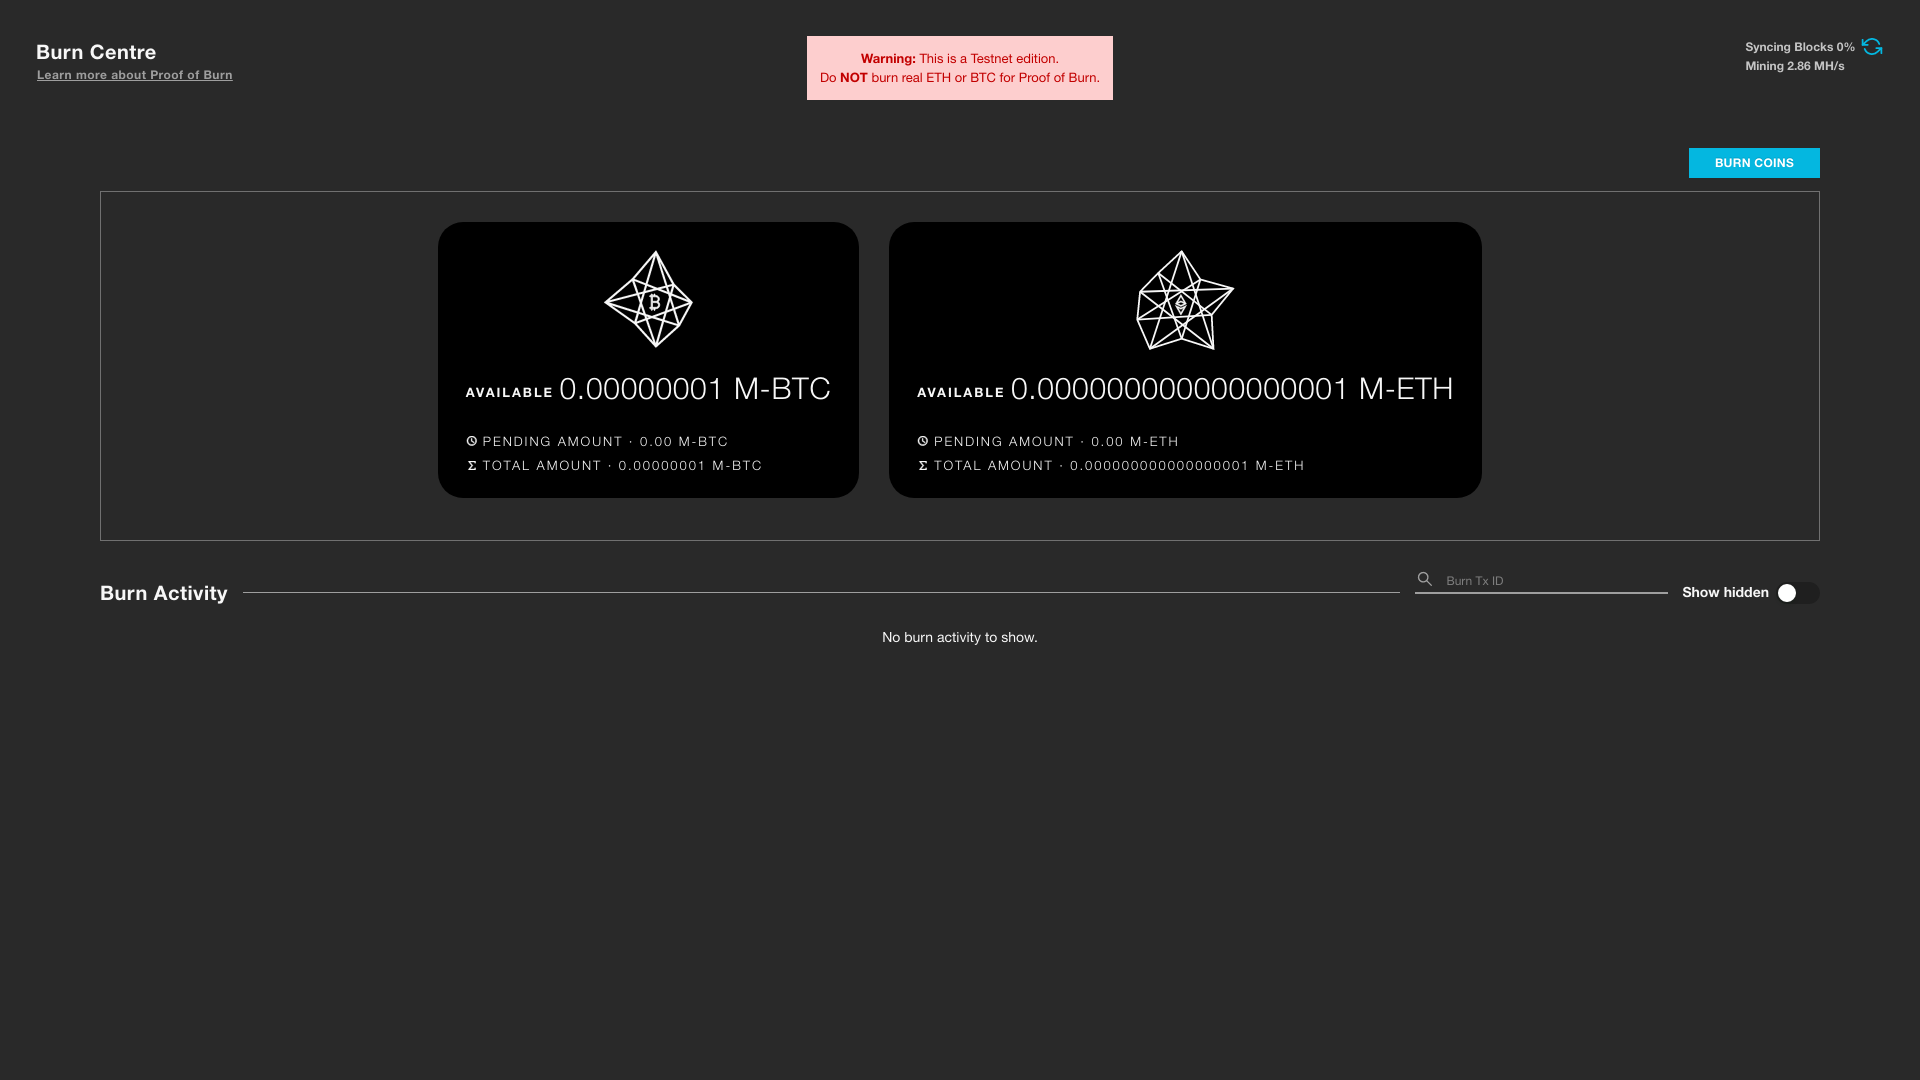 Burn Centre
Learn more about Proof of Burn
Warning: This is a Testnet edition.
Do NOT burn real ETH or BTC for Proof of Burn.
Syncing Blocks 0%
Mining 2.86 MH/s
BURN COINS
AVAILABLE 0.00000001 M-BTC
PENDING AMOUNT · 0.00 M-BTC
Σ TOTAL AMOUNT · 0.00000001 M-BTC
AVAILABLE 0.000000000000000001 M-ETH
PENDING AMOUNT · 0.00 M-ETH
Σ TOTAL AMOUNT · 0.000000000000000001 M-ETH
Burn Activity
Burn Tx ID
Show hidden
No burn activity to show.